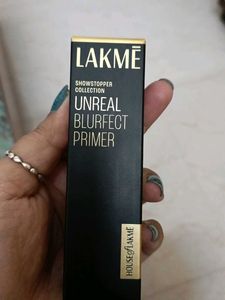 LAKMĒ
SHOWSTOPPER
COLLECTION
UNREAL
BLURFECT
PRIMER
HOUSE of LAKMĒ